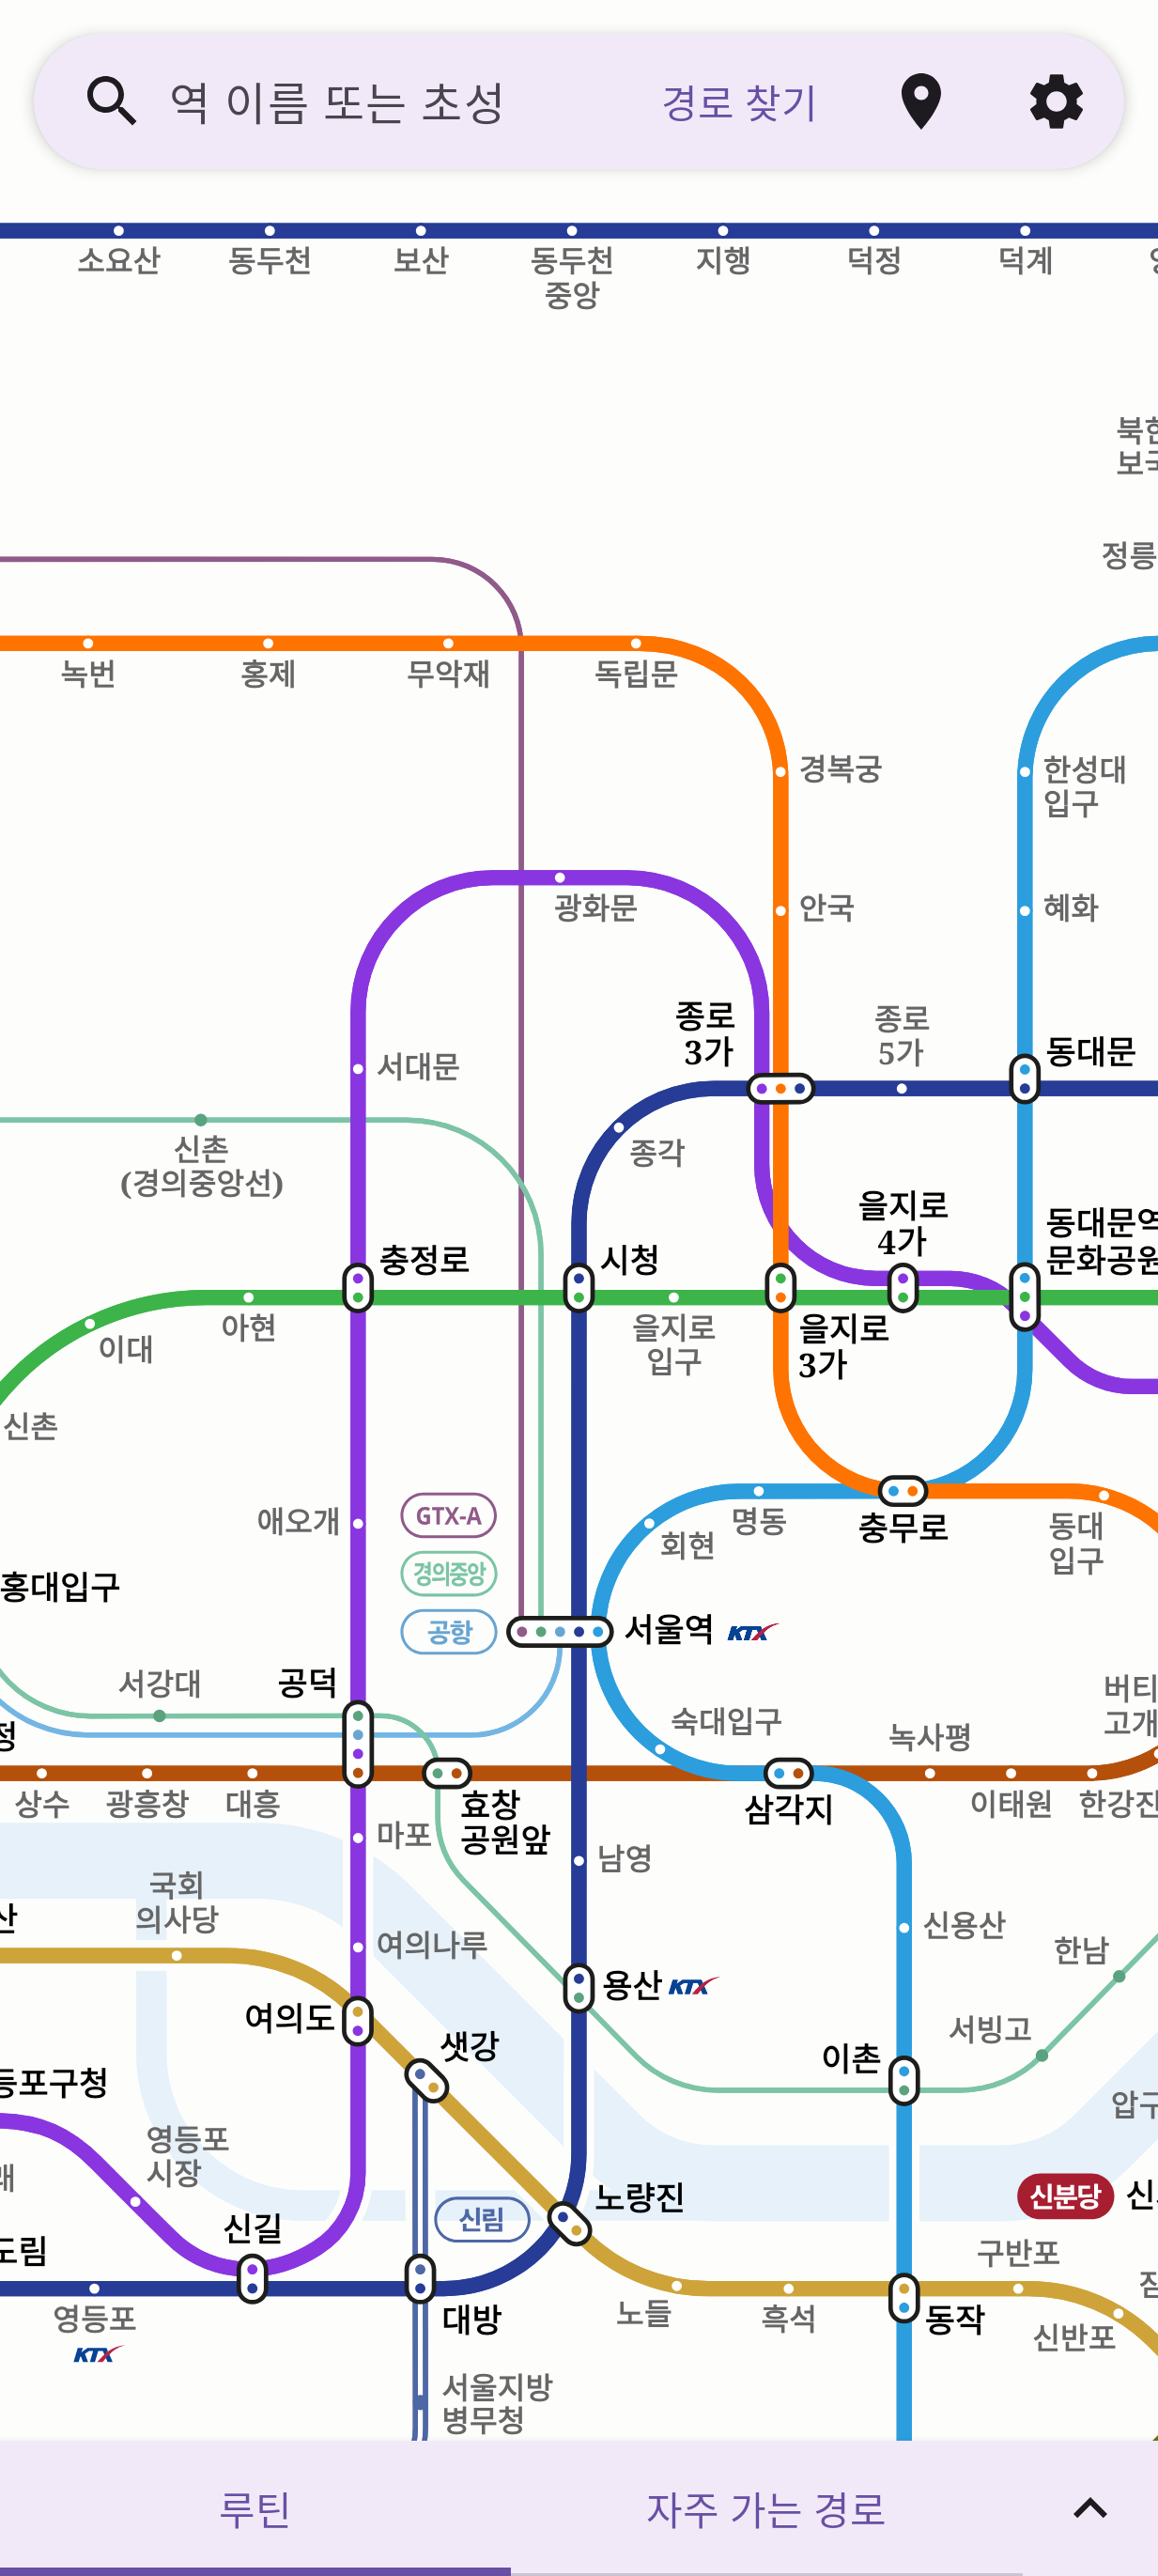 역 이름 또는 초성
경로 찾기
소요산
동두천
보산
동두천
중앙
지행
덕정
덕계
정릉
녹번
홍제
무악재
독립문
경복궁
한성대
입구
광화문
안국
혜화
종로
3가
종로
5가
동대문
서대문
종각
신촌
(경의중앙선)
을지로
4가
충정로
시청
동대문역
문화공원
이대
아현
을지로
입구
을지로
3가
신촌
애오개
GTX-A
경의중앙
공항
회현
명동
충무로
동대
입구
홍대입구
서울역 KTX
서강대
공덕
숙대입구
녹사평
버티
고개
상수
광흥창
대흥
효창
공원앞
삼각지
이태원
한강진
마포
남영
국회
의사당
여의나루
신용산
한남
용산 KTX
여의도
샛강
서빙고
이촌
등포구청
압구
영등포
시장
신분당
신림
노량진
신길
도림
구반포
영등포
KTX
대방
노들
흑석
동작
신반포
서울지방
병무청
루틴
자주 가는 경로